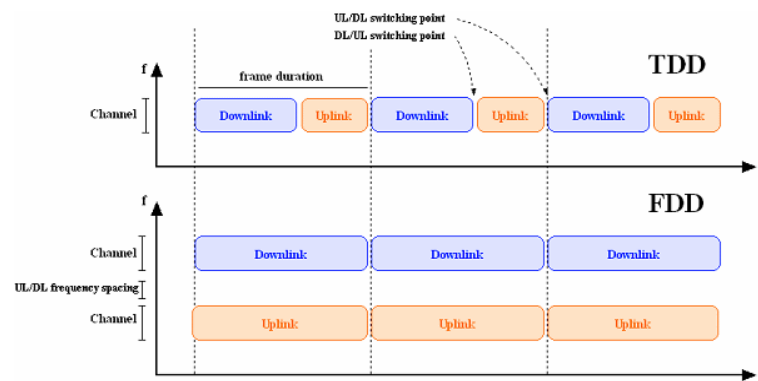 UL/DL switching point
DL/UL switching point
TDD
f
frame duration
Channel
Downlink
Uplink
Downlink
Uplink
Downlink
Uplink
FDD
f
Channel
Downlink
Downlink
Downlink
UL/DL frequency spacing
Channel
Uplink
Uplink
Uplink